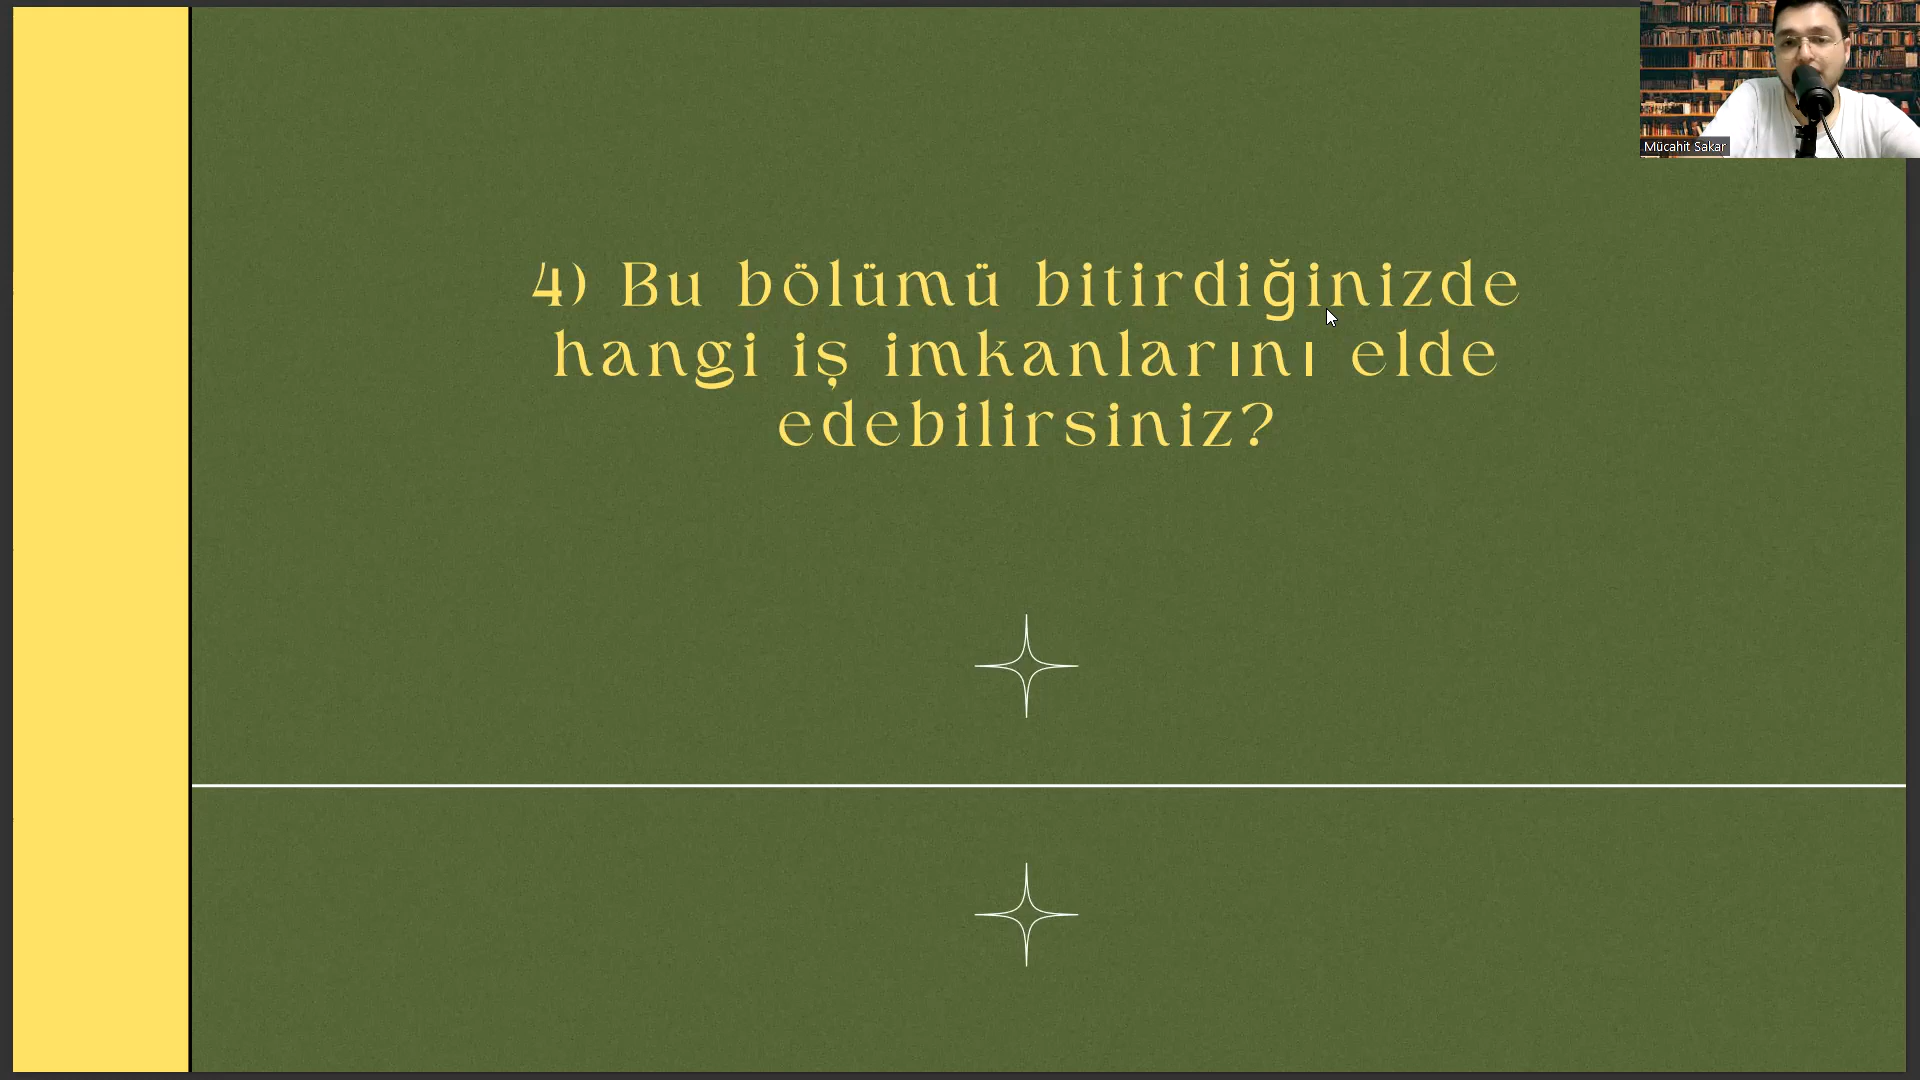 4) Bu bölümü bitirdiğinizde
hangi iş imkanlarını elde
edebilirsiniz?
Mücahit Sakar